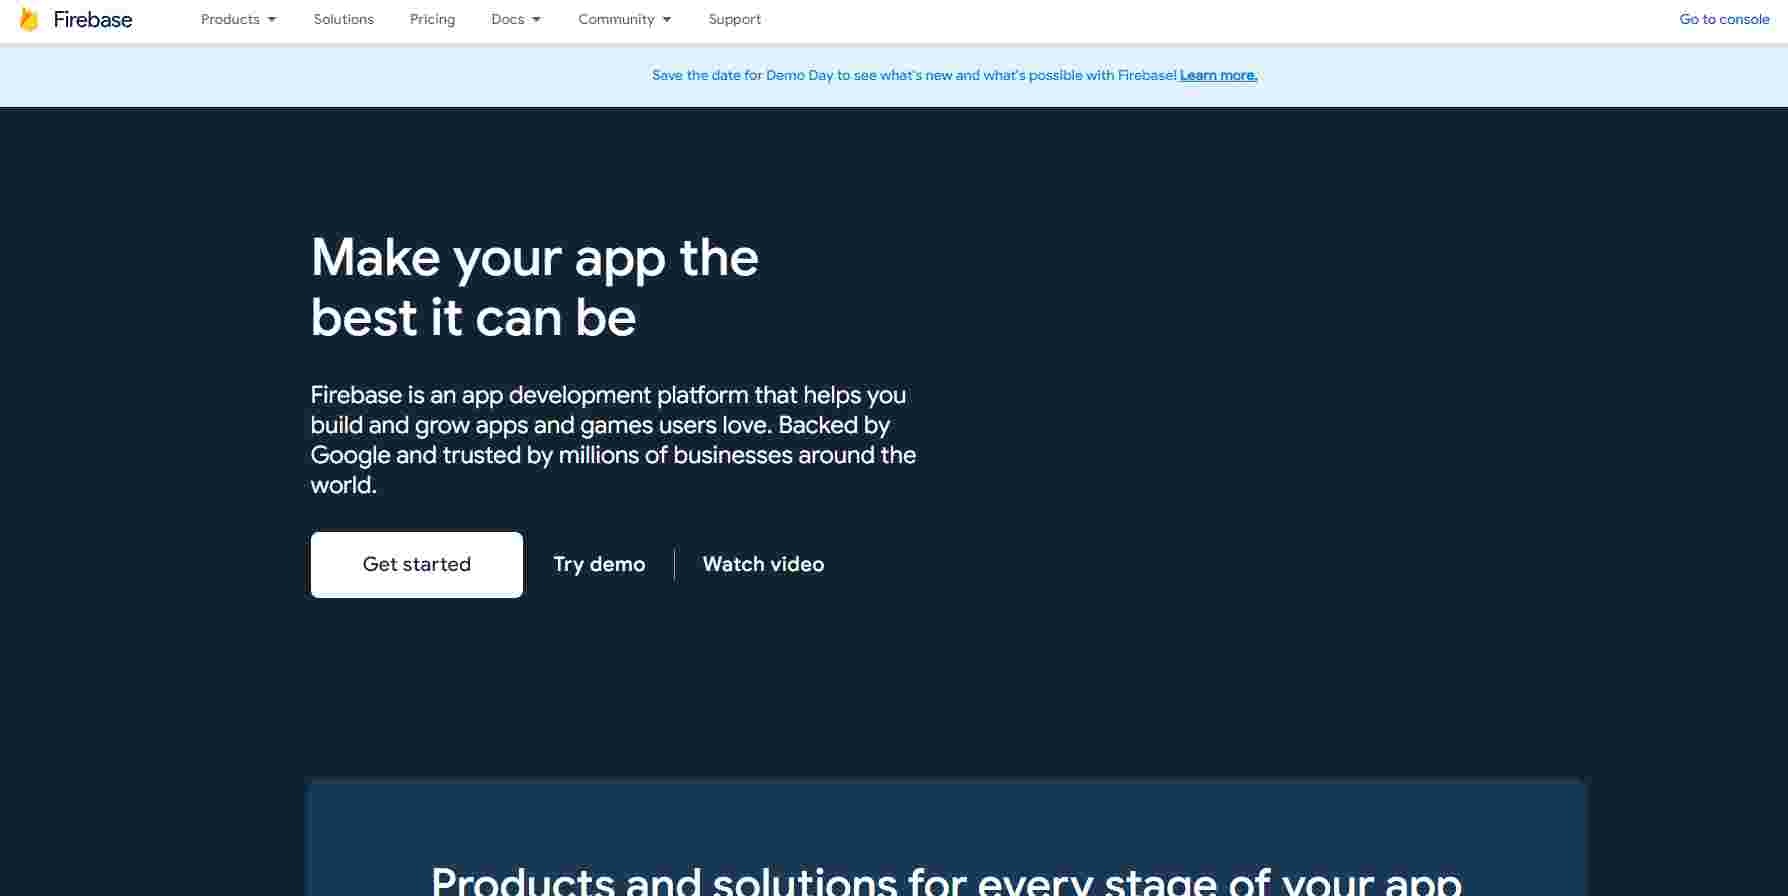 Firebase
Products
Solutions
Pricing
Docs
Community
Support
Go to console
Save the date for Demo Day to see what's new and what's possible with Firebase! Learn more.
Make your app the
best it can be
Firebase is an app development platform that helps you
build and grow apps and games users love. Backed by
Google and trusted by millions of businesses around the
world.
Get started
Try demo
Watch video
Products and solutions for every stage of your app